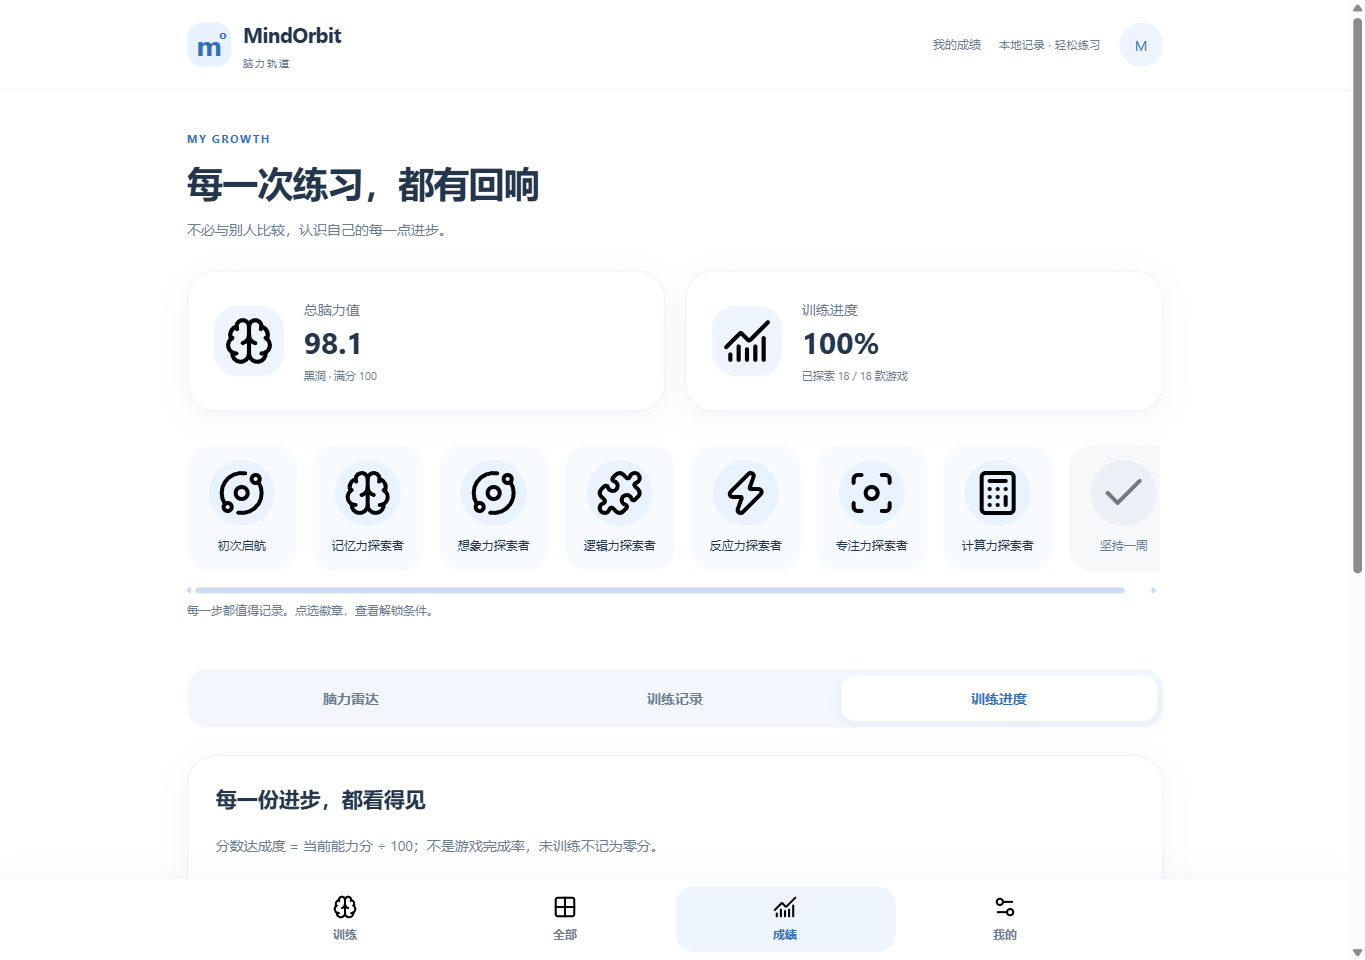 m°
MindOrbit
脑力轨道
我的成绩
本地记录 · 轻松练习
M
MY GROWTH
每一次练习，都有回响
不必与别人比较，认识自己的每一点进步。
总脑力值
98.1
黑洞 · 满分 100
训练进度
100%
已探索 18 / 18 款游戏
初次启航
记忆力探索者
想象力探索者
逻辑力探索者
反应力探索者
专注力探索者
计算力探索者
坚持一周
每一步都值得记录。点选徽章，查看解锁条件。
脑力雷达
训练记录
训练进度
每一份进步，都看得见
分数达成度 = 当前能力分 ÷ 100；不是游戏完成率，未训练不记为零分。
训练
全部
成绩
我的